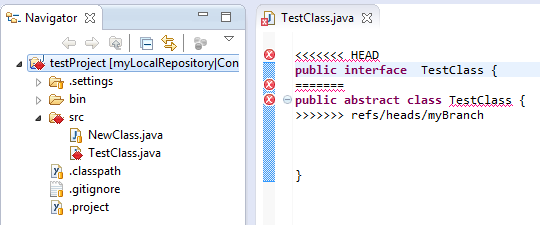 Navigator
testProject [myLocalRepository|Con
.settings
bin
src
NewClass.java
TestClass.java
.classpath
.gitignore
.project
TestClass.java
<<<<<<< HEAD
public interface  TestClass {
=======
public abstract class TestClass {
>>>>>>> refs/heads/myBranch
}